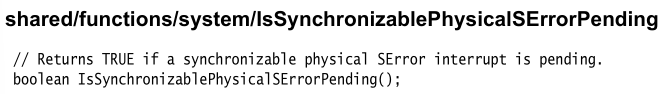 shared/functions/system/IsSynchronizablePhysicalSErrorPending
// Returns TRUE if a synchronizable physical SError interrupt is pending.
boolean IsSynchronizablePhysicalSErrorPending();